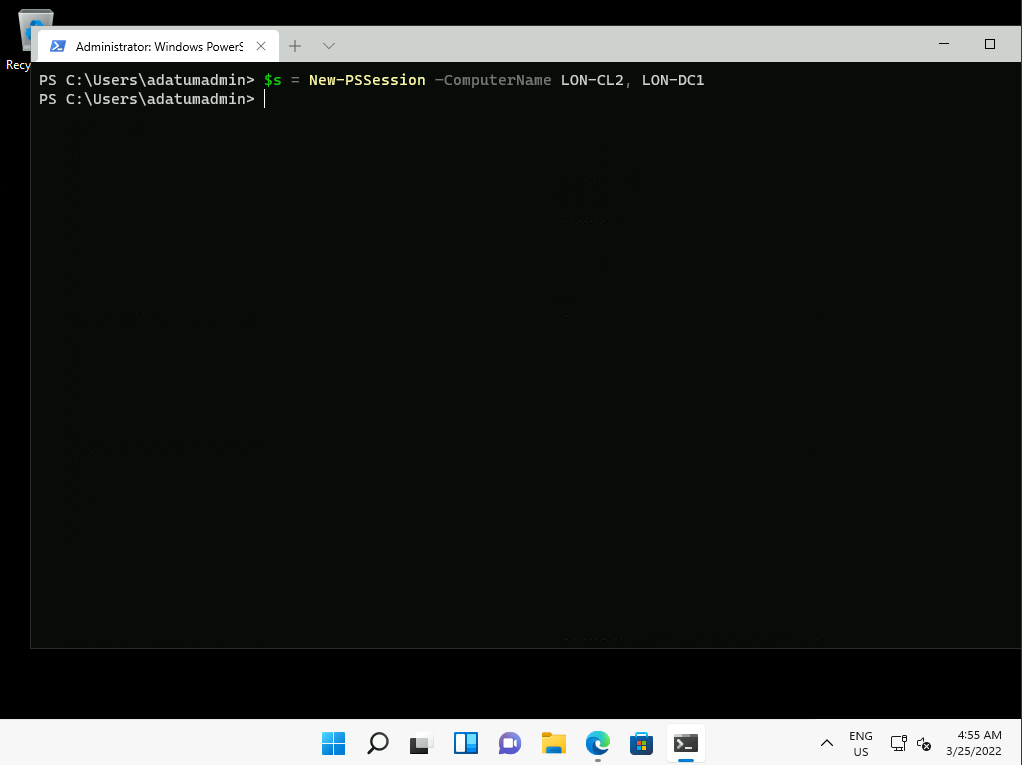 Recy
Administrator: Windows PowerS
PS C:\Users\adatumadmin> $s = New-PSSession -ComputerName LON-CL2, LON-DC1
PS C:\Users\adatumadmin>
ENG
US
4:55 AM
3/25/2022